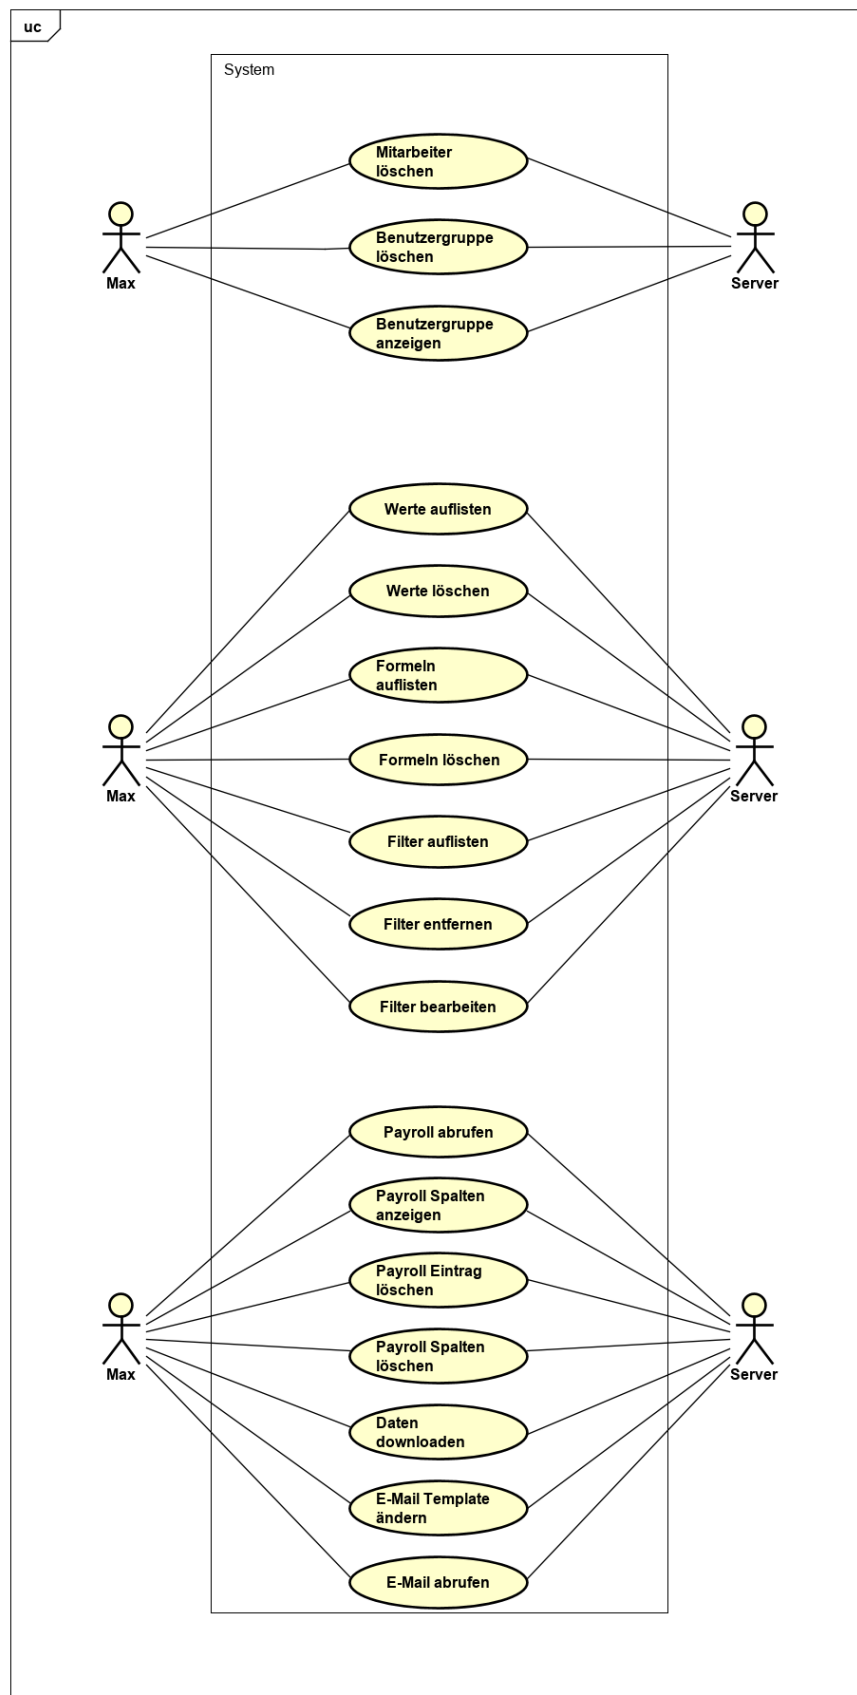 uc
System
Mitarbeiter
löschen
Benutzergruppe
löschen
Max
Server
Benutzergruppe
anzeigen
Werte auflisten
Werte löschen
Formeln
auflisten
Formeln löschen
Max
Server
Filter auflisten
Filter entfernen
Filter bearbeiten
Payroll abrufen
Payroll Spalten
anzeigen
Payroll Eintrag
löschen
Payroll Spalten
löschen
Max
Server
Daten
downloaden
E-Mail Template
ändern
E-Mail abrufen